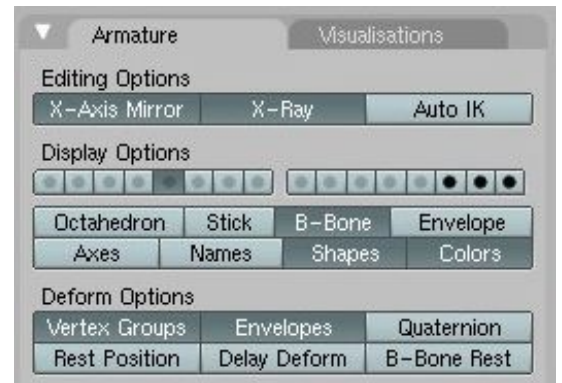 Armature Visualisations
Editing Options
X-Axis Mirror X-Ray Auto IK
Display Options
Octahedron Stick B-Bone Envelope
Axes Names Shapes Colors
Deform Options
Vertex Groups Envelopes Quaternion
Rest Position Delay Deform B-Bone Rest